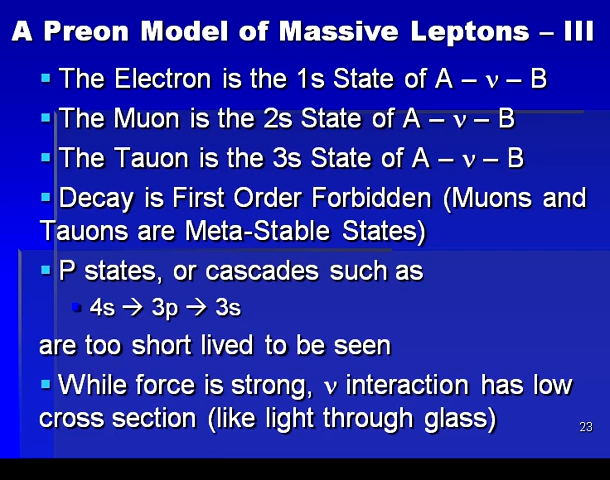 A Preon Model of Massive Leptons – III
▪ The Electron is the 1s State of A – ν – B
▪ The Muon is the 2s State of A – ν – B
▪ The Tauon is the 3s State of A – ν – B
▪ Decay is First Order Forbidden (Muons and
Tauons are Meta-Stable States)
▪ P states, or cascades such as
▪ 4s → 3p → 3s
are too short lived to be seen
▪ While force is strong, ν interaction has low
cross section (like light through glass)
23